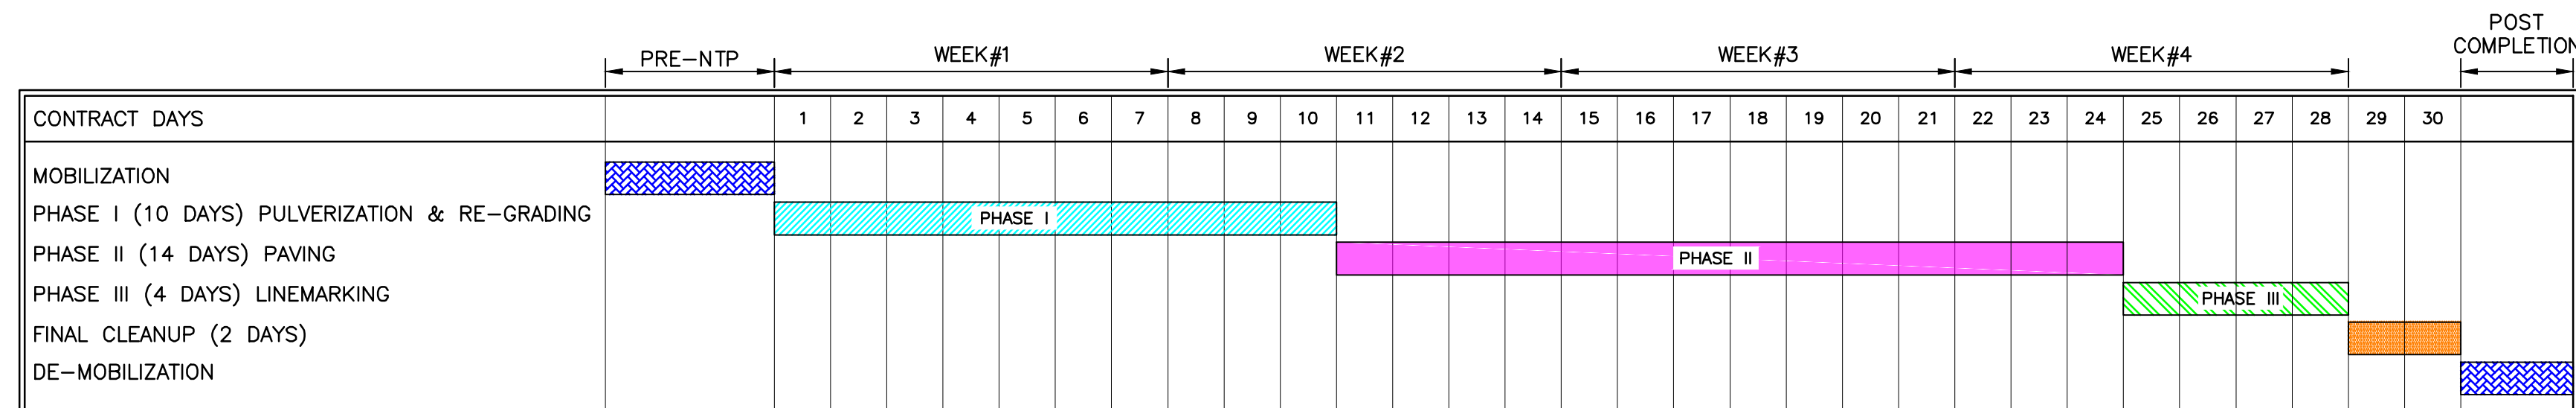 POST
COMPLETION
PRE-NTP WEEK#1 WEEK#2 WEEK#3 WEEK#4
CONTRACT DAYS 1 2 3 4 5 6 7 8 9 10 11 12 13 14 15 16 17 18 19 20 21 22 23 24 25 26 27 28 29 30
MOBILIZATION
PHASE I (10 DAYS) PULVERIZATION & RE-GRADING PHASE I
PHASE II (14 DAYS) PAVING PHASE II
PHASE III (4 DAYS) LINEMARKING PHASE III
FINAL CLEANUP (2 DAYS)
DE-MOBILIZATION